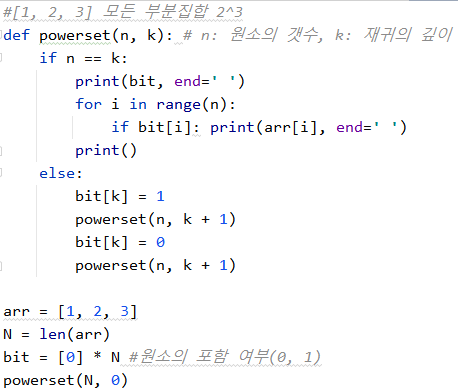 #[1, 2, 3] 모든 부분집합 2^3
def powerset(n, k): # n: 원소의 갯수, k: 재귀의 깊이
    if n == k:
        print(bit, end=' ')
        for i in range(n):
            if bit[i]: print(arr[i], end=' ')
        print()
    else:
        bit[k] = 1
        powerset(n, k + 1)
        bit[k] = 0
        powerset(n, k + 1)
arr = [1, 2, 3]
N = len(arr)
bit = [0] * N #원소의 포함 여부(0, 1)
powerset(N, 0)